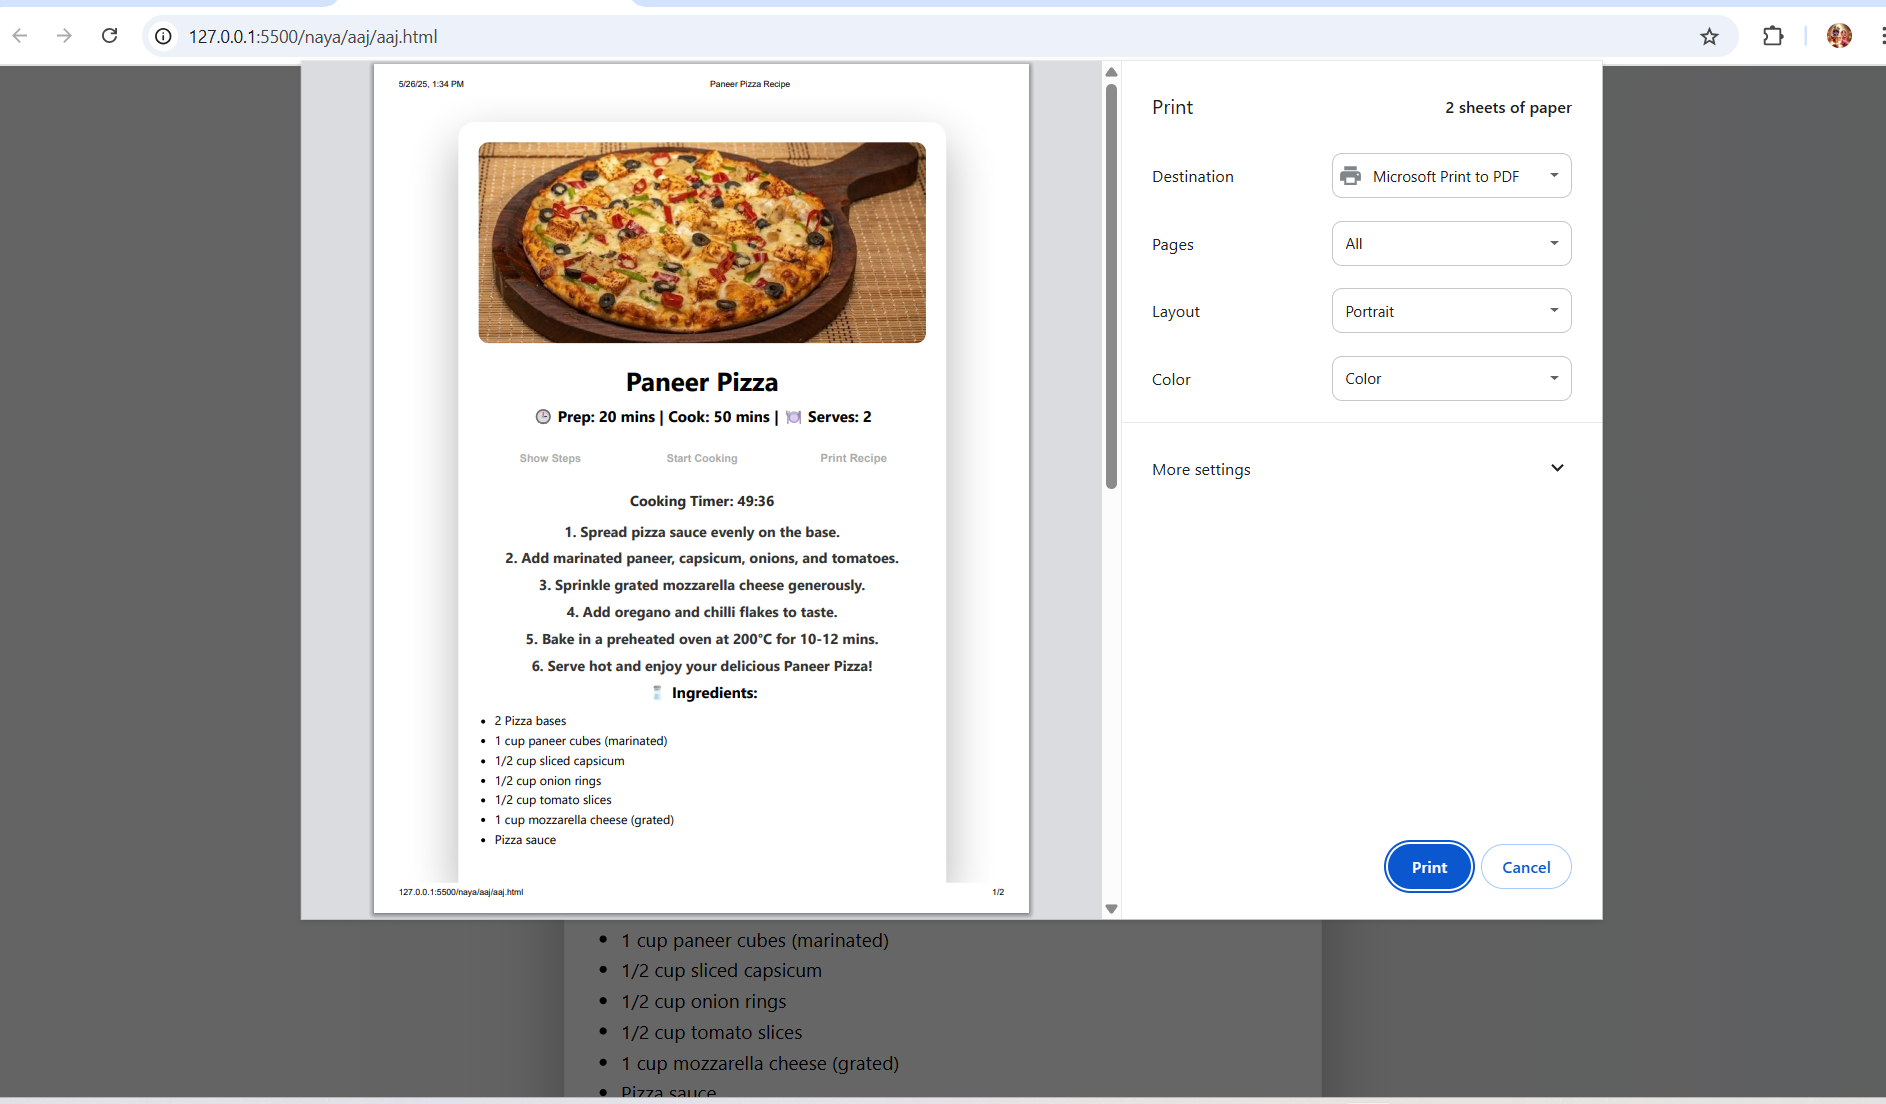 127.0.0.1:5500/naya/aaj/aaj.html
5/26/25, 1:34 PM
Paneer Pizza Recipe
Paneer Pizza
Prep: 20 mins | Cook: 50 mins | Serves: 2
Show Steps
Start Cooking
Print Recipe
Cooking Timer: 49:36
1. Spread pizza sauce evenly on the base.
2. Add marinated paneer, capsicum, onions, and tomatoes.
3. Sprinkle grated mozzarella cheese generously.
4. Add oregano and chilli flakes to taste.
5. Bake in a preheated oven at 200°C for 10-12 mins.
6. Serve hot and enjoy your delicious Paneer Pizza!
Ingredients:
• 2 Pizza bases
• 1 cup paneer cubes (marinated)
• 1/2 cup sliced capsicum
• 1/2 cup onion rings
• 1/2 cup tomato slices
• 1 cup mozzarella cheese (grated)
• Pizza sauce
127.0.0.1:5500/naya/aaj/aaj.html
1/2
Print
2 sheets of paper
Destination
Microsoft Print to PDF
Pages
All
Layout
Portrait
Color
Color
More settings
Print
Cancel
• 1 cup paneer cubes (marinated)
• 1/2 cup sliced capsicum
• 1/2 cup onion rings
• 1/2 cup tomato slices
• 1 cup mozzarella cheese (grated)
• Pizza sauce